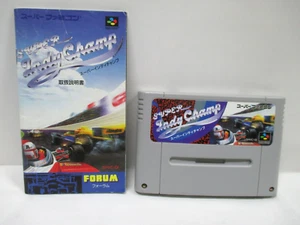 スーパーファミコン
SUPER
Indy Champ
スーパーインディチャンプ
取扱説明書
FORUM
フォーラム
スーパーファミコン
SUPER
Indy Champ
スーパーインディチャンプ